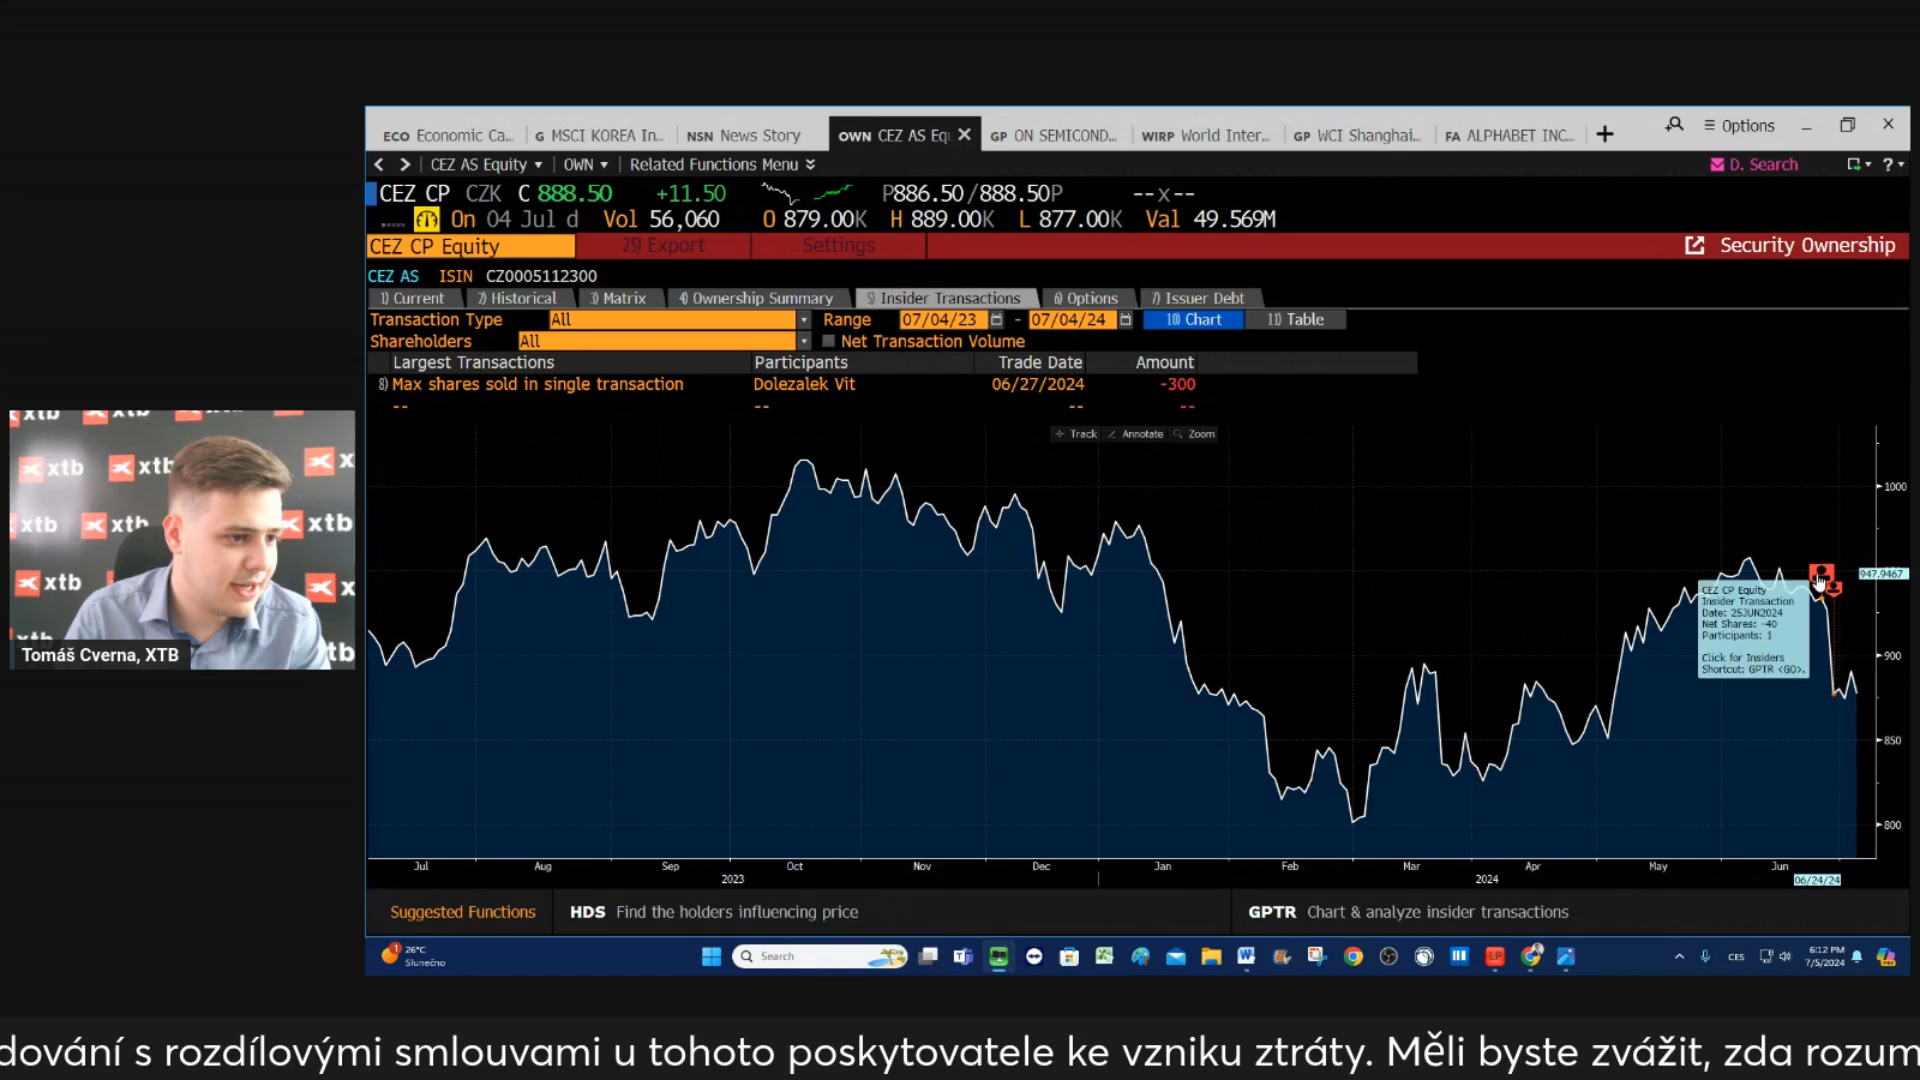 ECO Economic Ca... G MSCI KOREA In... NSN News Story OWN CEZ AS Eq GP ON SEMICOND... WIRP World Inter... GP WCI Shanghai... FA ALPHABET INC... Options
CEZ AS Equity OWN Related Functions Menu D. Search ?
CEZ CP CZK C 888.50 +11.50 P886.50/888.50P --x--
On 04 Jul d Vol 56,060 O 879.00K H 889.00K L 877.00K Val 49.569M
CEZ CP Equity 25) Export Settings Security Ownership
CEZ AS ISIN CZ0005112300
1) Current 2) Historical 3) Matrix 4) Ownership Summary 5) Insider Transactions 6) Options 7) Issuer Debt
Transaction Type All Range 07/04/23 - 07/04/24 10) Chart 11) Table
Shareholders All Net Transaction Volume
Largest Transactions Participants Trade Date Amount
8) Max shares sold in single transaction Dolezalek Vit 06/27/2024 -300
-- -- -- --
Track Annotate Zoom
1000
947.9467
900
850
800
CEZ CP Equity
Insider Transaction
Date: 25JUN2024
Net Shares: -40
Participants: 1
Click for Insiders
Shortcut: GPTR <GO>.
Jul Aug Sep Oct Nov Dec Jan Feb Mar Apr May Jun
2023 2024 06/24/24
Suggested Functions HDS Find the holders influencing price GPTR Chart & analyze insider transactions
xtb
xtb
xtb
xtb
xtb
Tomáš Cverna, XTB
1 26°C
Slunečno
Search
CES
6:12 PM
7/5/2024
dování s rozdílovými smlouvami u tohoto poskytovatele ke vzniku ztráty. Měli byste zvážit, zda rozum